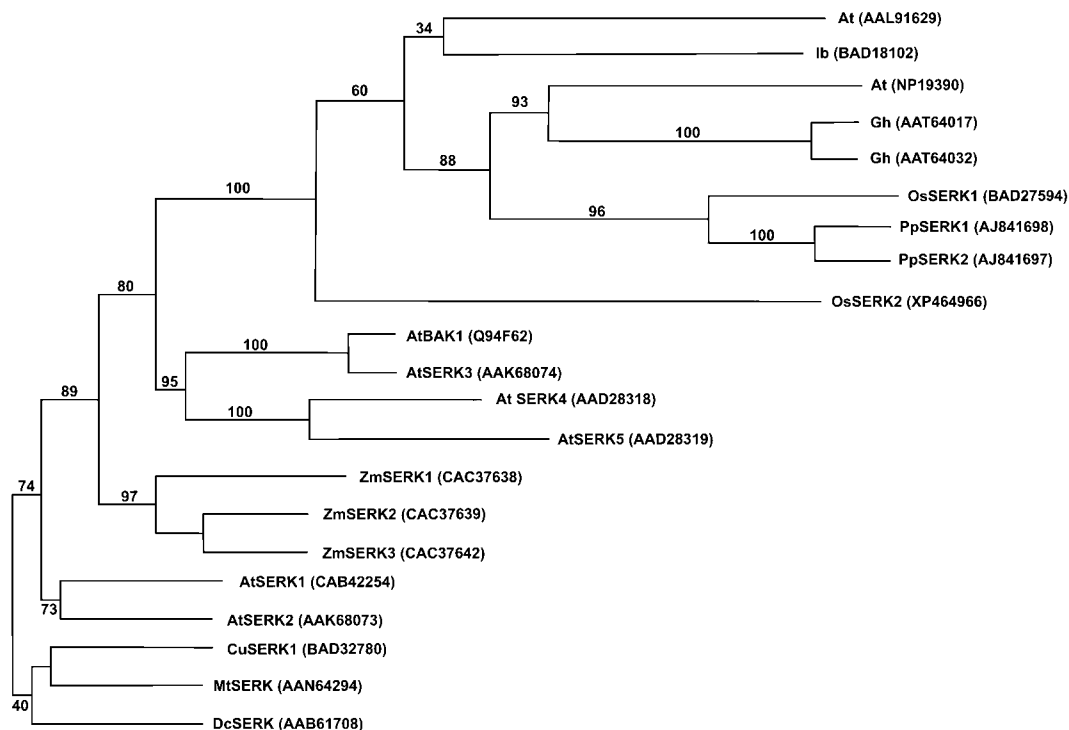 34
At (AAL91629)
Ib (BAD18102)
60
At (NP19390)
93
Gh (AAT64017)
100
Gh (AAT64032)
88
100
OsSERK1 (BAD27594)
96
PpSERK1 (AJ841698)
100
PpSERK2 (AJ841697)
80
OsSERK2 (XP464966)
AtBAK1 (Q94F62)
100
AtSERK3 (AAK68074)
95
89
At SERK4 (AAD28318)
100
AtSERK5 (AAD28319)
ZmSERK1 (CAC37638)
74
97
ZmSERK2 (CAC37639)
ZmSERK3 (CAC37642)
AtSERK1 (CAB42254)
73
AtSERK2 (AAK68073)
CuSERK1 (BAD32780)
MtSERK (AAN64294)
40
DcSERK (AAB61708)